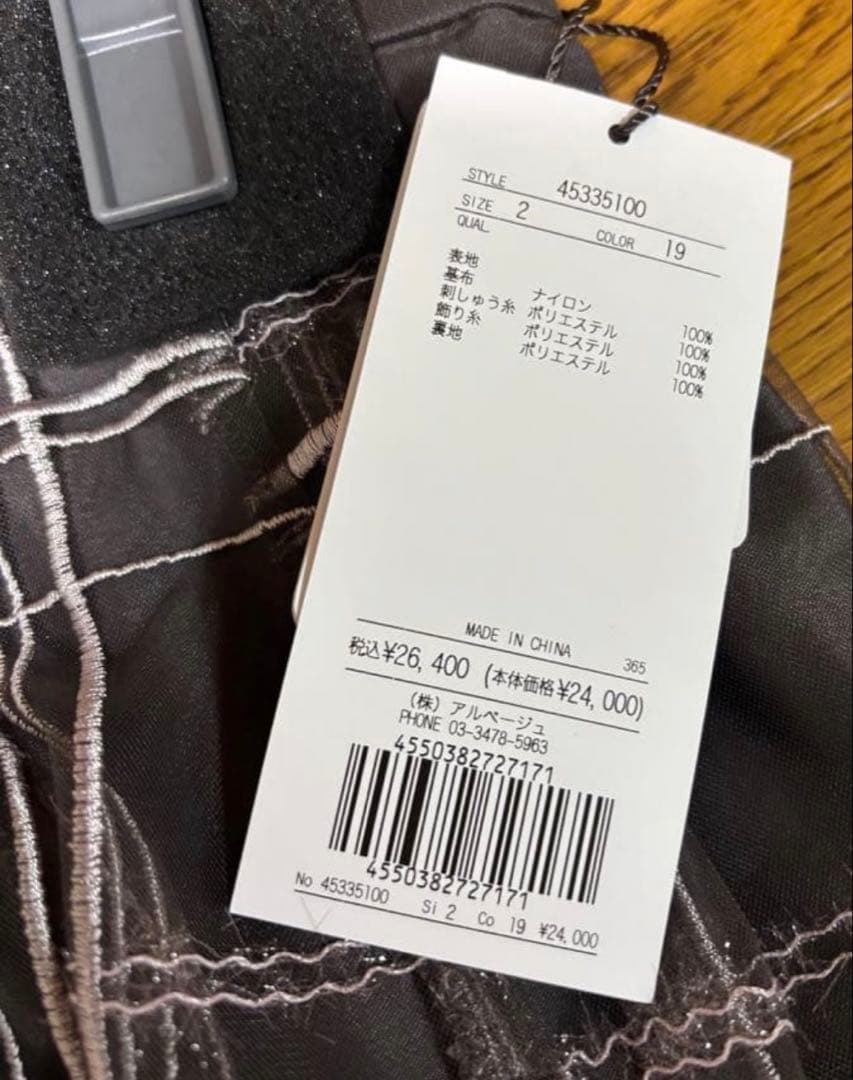 STYLE 45335100
SIZE 2 COLOR 19
QUAL
表地
基布 ナイロン 100%
刺しゅう糸 ポリエステル 100%
飾り糸 ポリエステル 100%
裏地 ポリエステル 100%
MADE IN CHINA 365
税込¥26,400 (本体価格¥24,000)
(株) アルページュ
PHONE 03-3478-5963
4550382727171
4550382727171
No 45335100 Si 2 Co 19 ¥24,000